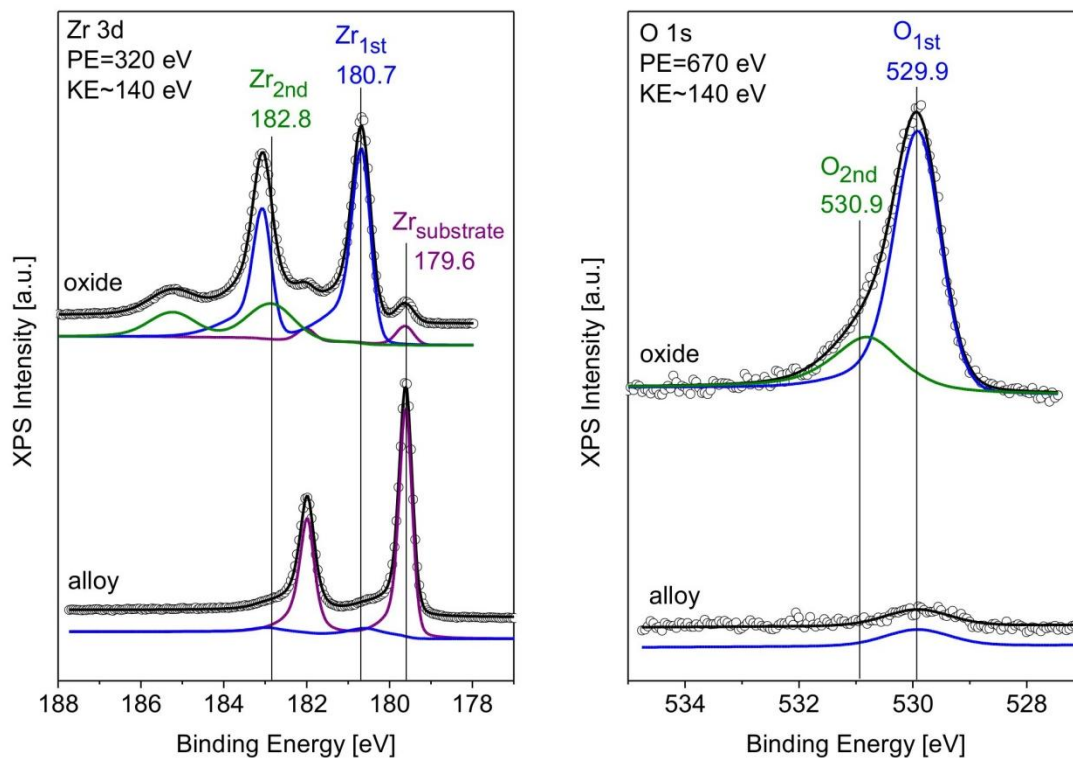 Zr 3d
PE=320 eV
KE~140 eV
Zr1st
180.7
Zr2nd
182.8
Zrsubstrate
179.6
oxide
alloy
XPS Intensity [a.u.]
188 186 184 182 180 178
Binding Energy [eV]
O 1s
PE=670 eV
KE~140 eV
O1st
529.9
O2nd
530.9
oxide
alloy
XPS Intensity [a.u.]
534 532 530 528
Binding Energy [eV]